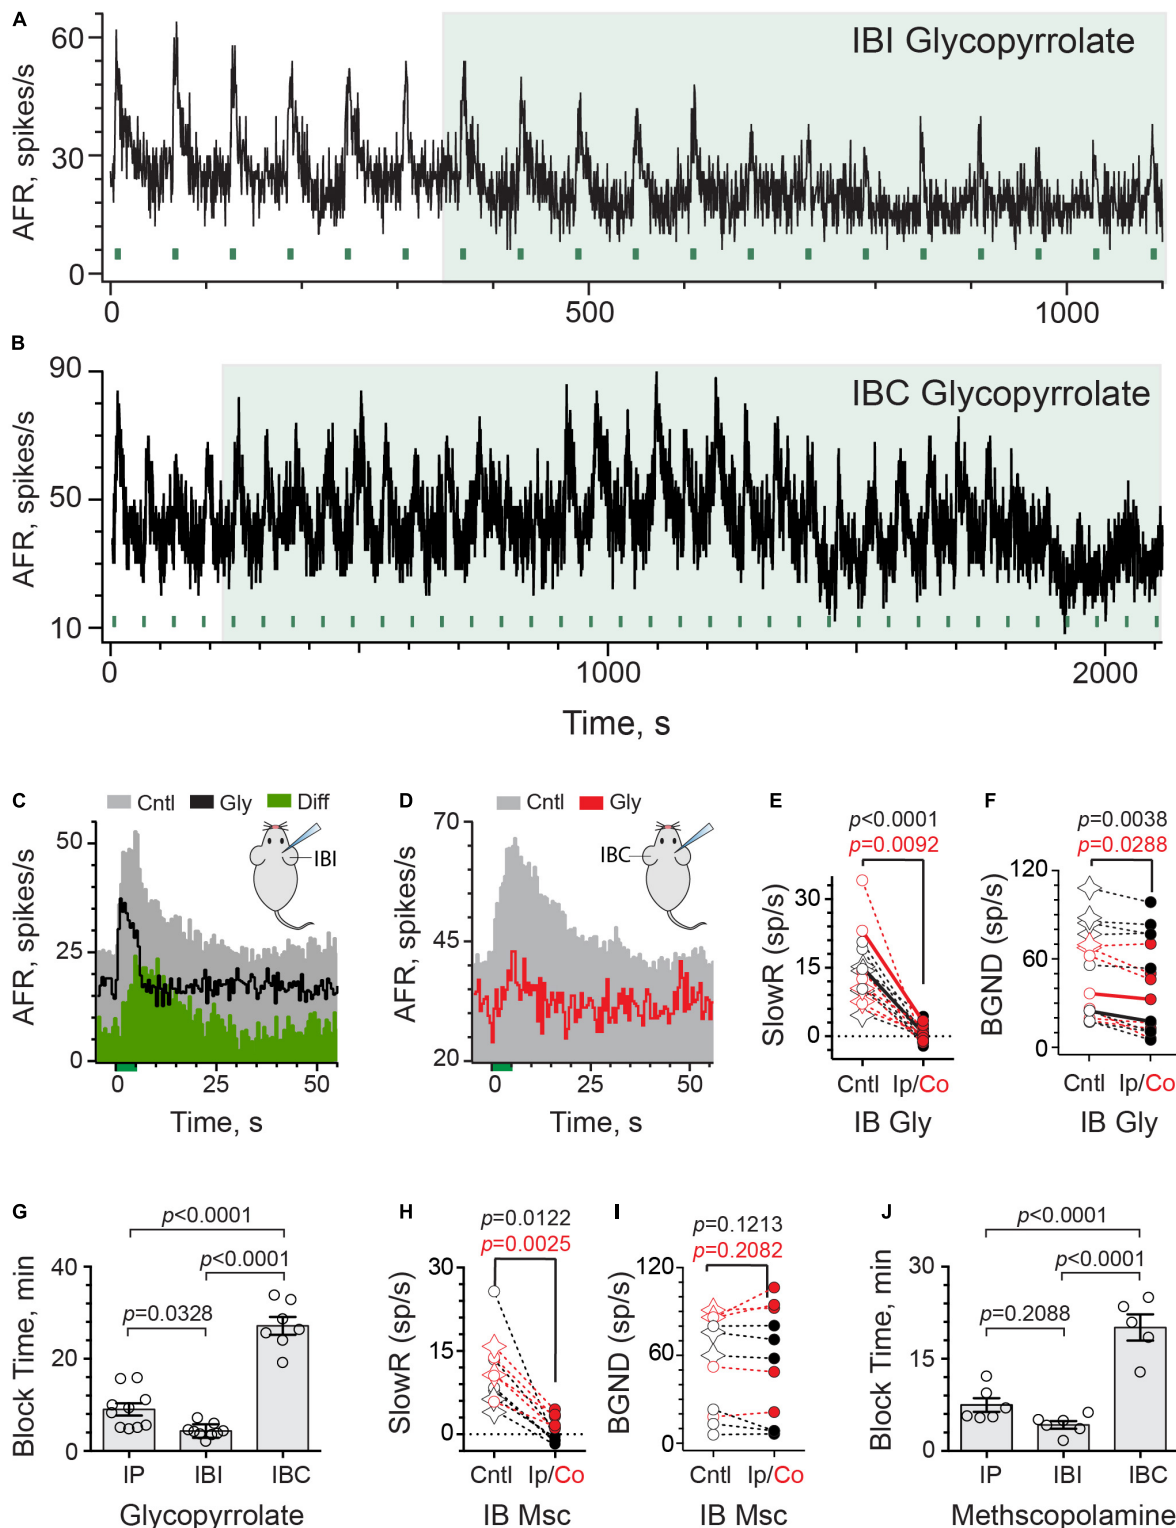 A
AFR, spikes/s
60
30
0
IBI Glycopyrrolate
0 500 1000
B
AFR, spikes/s
90
50
10
IBC Glycopyrrolate
0 1000 2000
Time, s
C
Cntl Gly Diff
AFR, spikes/s
50
25
0
IBI
0 25 50
Time, s
D
Cntl Gly
AFR, spikes/s
70
45
20
IBC
0 25 50
Time, s
E
p<0.0001
p=0.0092
SlowR (sp/s)
30
15
0
Cntl Ip/Co
IB Gly
F
p=0.0038
p=0.0288
BGND (sp/s)
120
60
0
Cntl Ip/Co
IB Gly
G
p<0.0001
p<0.0001
p=0.0328
Block Time, min
40
20
0
IP IBI IBC
Glycopyrrolate
H
p=0.0122
p=0.0025
SlowR (sp/s)
30
15
0
Cntl Ip/Co
IB Msc
I
p=0.1213
p=0.2082
BGND (sp/s)
120
60
0
Cntl Ip/Co
IB Msc
J
p<0.0001
p<0.0001
p=0.2088
Block Time, min
30
15
0
IP IBI IBC
Methscopolamine